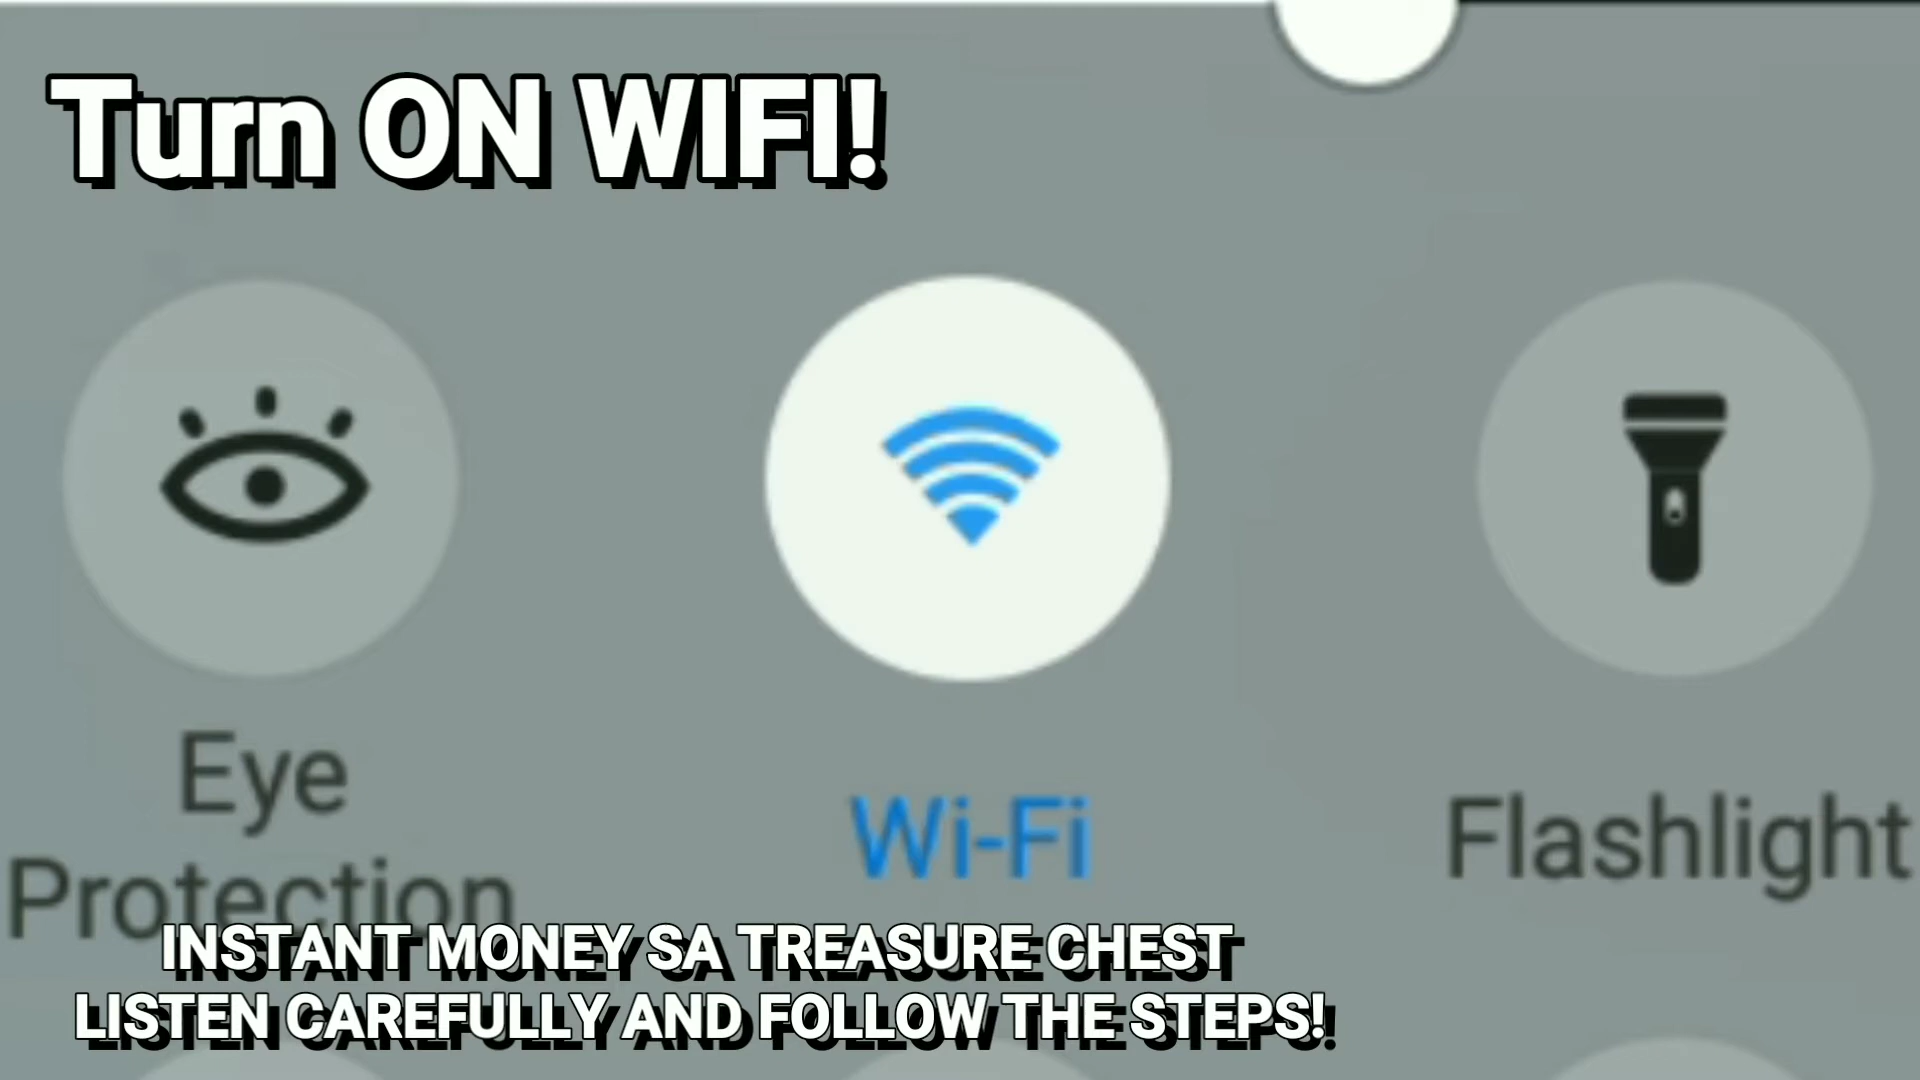 Turn ON WIFI!
Eye
Protection
Wi-Fi
Flashlight
INSTANT MONEY SA TREASURE CHEST
LISTEN CAREFULLY AND FOLLOW THE STEPS!